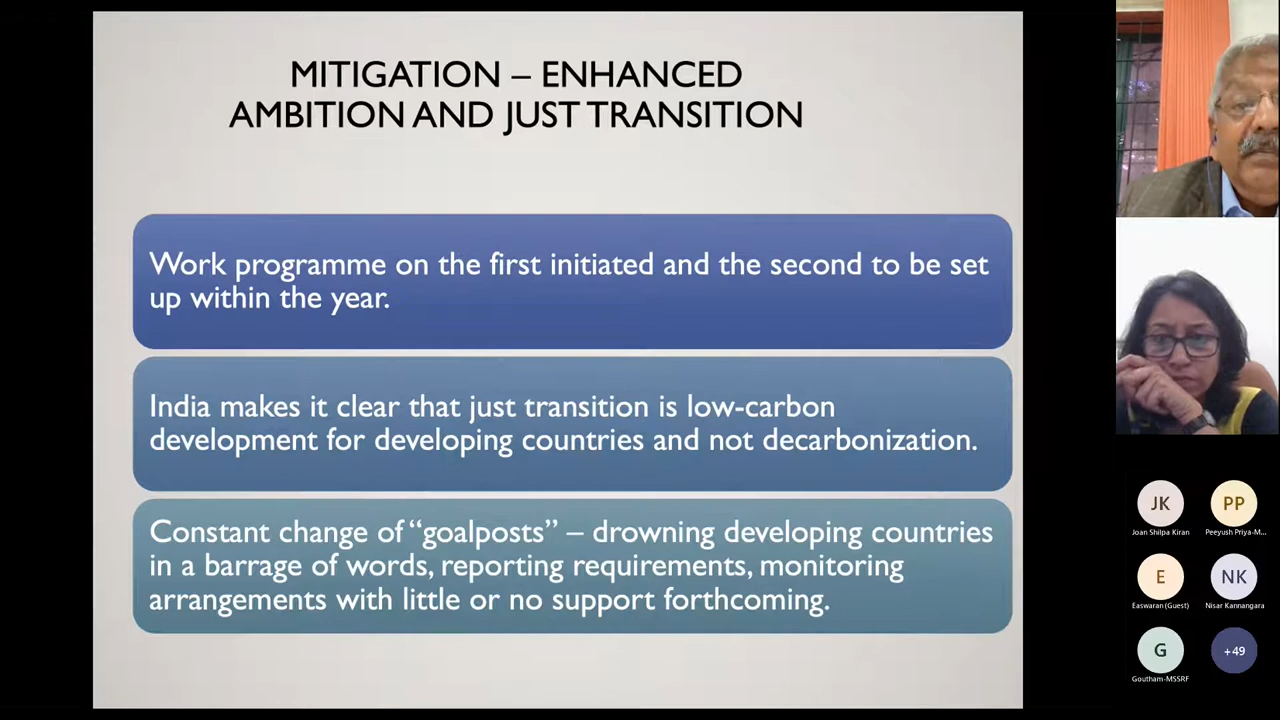 MITIGATION – ENHANCED
AMBITION AND JUST TRANSITION
Work programme on the first initiated and the second to be set
up within the year.
India makes it clear that just transition is low-carbon
development for developing countries and not decarbonization.
Constant change of “goalposts” – drowning developing countries
in a barrage of words, reporting requirements, monitoring
arrangements with little or no support forthcoming.
JK
PP
Joan Shilpa Kiran
Peeyush Priya-M...
E
NK
Easwaran (Guest)
Nisar Kannangara
G
+49
Goutham-MSSRF